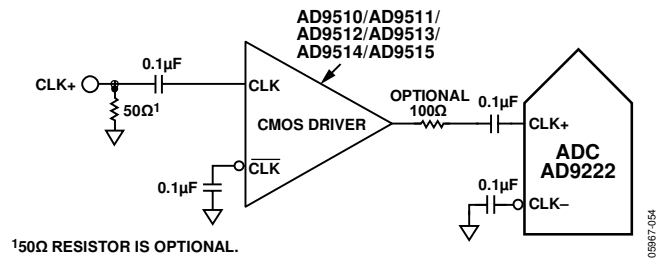 AD9510/AD9511/
AD9512/AD9513/
AD9514/AD9515
CLK+
0.1µF
50Ω¹
CLK
CMOS DRIVER
C̅L̅K̅
0.1µF
OPTIONAL
100Ω
0.1µF
CLK+
ADC
AD9222
0.1µF
CLK–
¹50Ω RESISTOR IS OPTIONAL.
05967-054